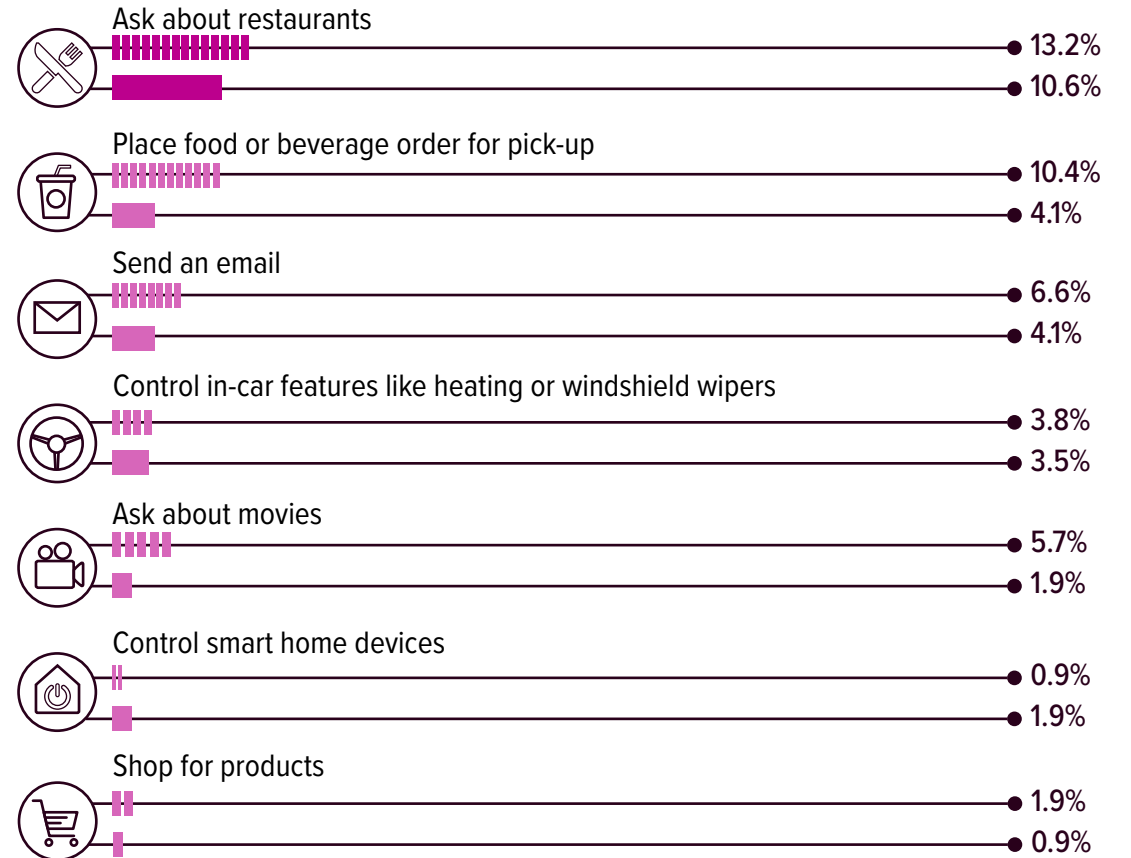 Ask about restaurants
13.2%
10.6%
Place food or beverage order for pick-up
10.4%
4.1%
Send an email
6.6%
4.1%
Control in-car features like heating or windshield wipers
3.8%
3.5%
Ask about movies
5.7%
1.9%
Control smart home devices
0.9%
1.9%
Shop for products
1.9%
0.9%